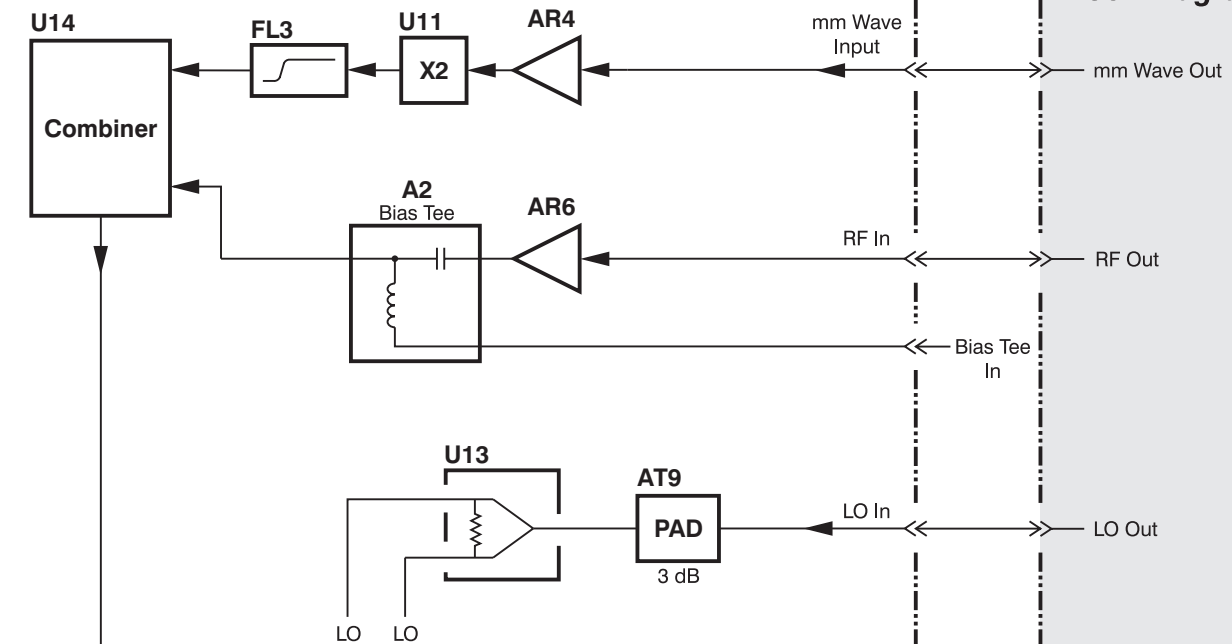 U14
FL3
U11
AR4
mm Wave
Input
X2
mm Wave Out
Combiner
A2
Bias Tee
AR6
RF In
RF Out
Bias Tee
In
U13
AT9
LO In
PAD
LO Out
3 dB
LO LO